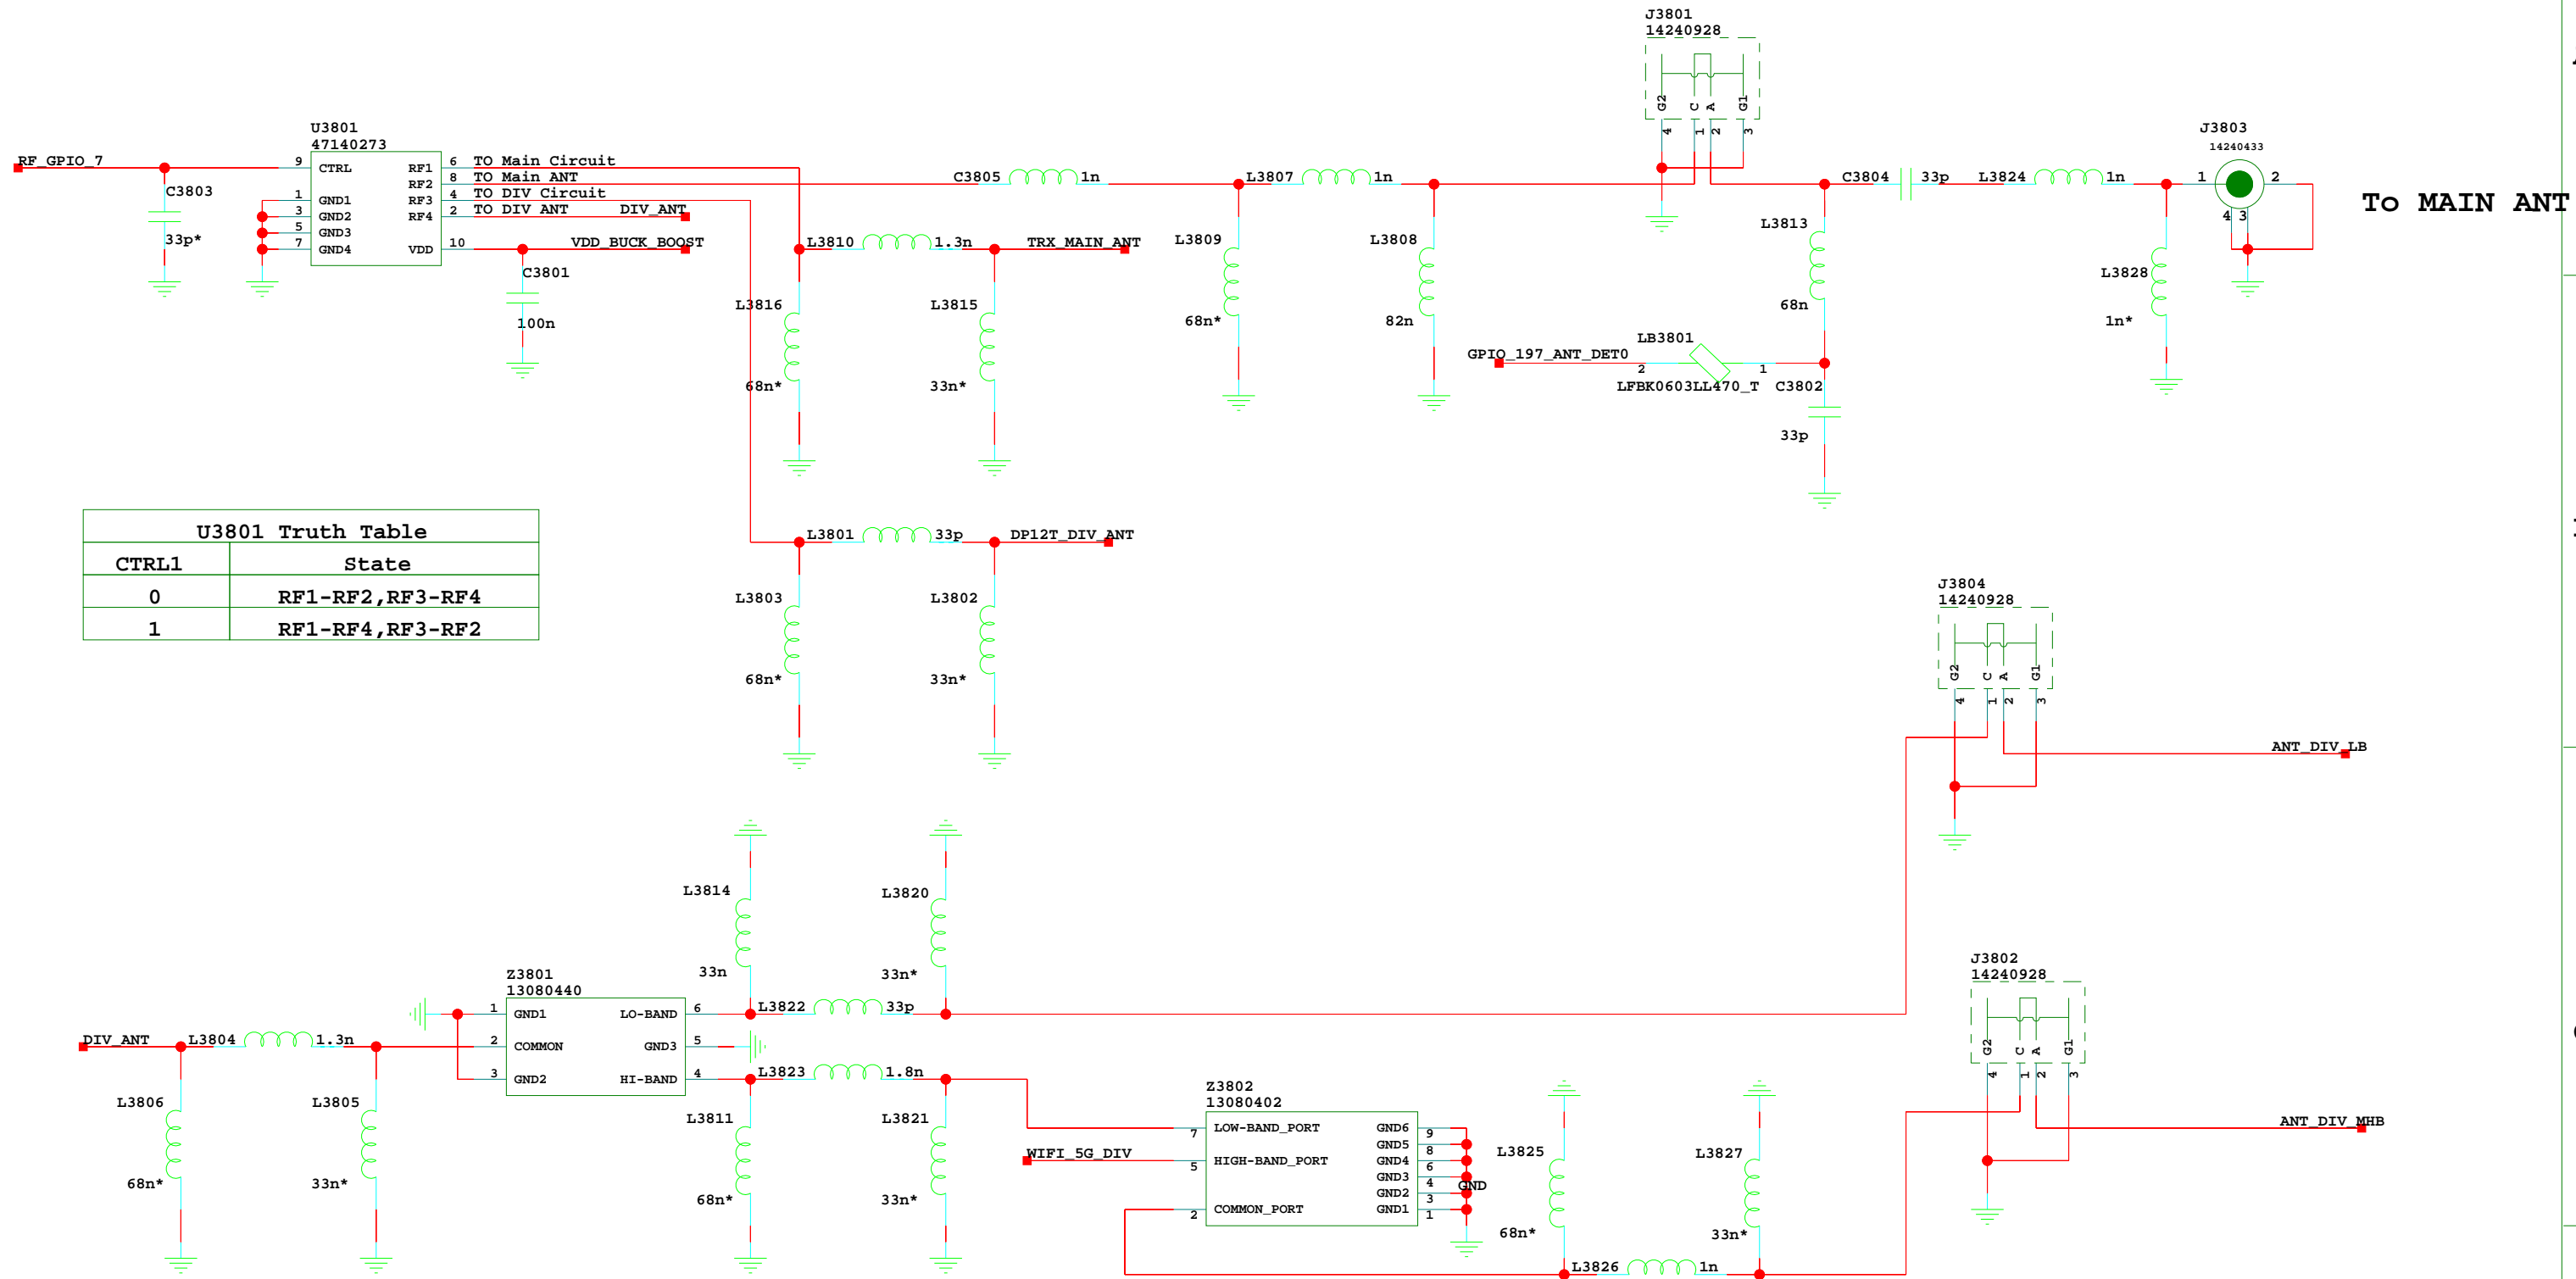 J3801
14240928
G2 C A G1
4 1 2 3
U3801
47140273
RF_GPIO_7
9 CTRL RF1 6 TO Main Circuit
RF2 8 TO Main ANT
1 GND1 RF3 4 TO DIV Circuit
3 GND2 RF4 2 TO DIV ANT DIV_ANT
5 GND3
7 GND4 VDD 10 VDD_BUCK_BOOST
C3803
33p*
C3801
100n
C3805 1n
L3807 1n
C3804 33p
L3824 1n
J3803
14240433
1 2
4 3
To MAIN ANT
L3810 1.3n
TRX_MAIN_ANT
L3816
68n*
L3815
33n*
L3809
68n*
L3808
82n
L3813
68n
L3828
1n*
GPIO_197_ANT_DET0
LB3801
2 1
LFBK0603LL470_T
C3802
33p
U3801 Truth Table
CTRL1 State
0 RF1-RF2,RF3-RF4
1 RF1-RF4,RF3-RF2
L3801 33p
DP12T_DIV_ANT
L3803
68n*
L3802
33n*
J3804
14240928
G2 C A G1
4 1 2 3
ANT_DIV_LB
L3814
33n
L3820
33n*
Z3801
13080440
1 GND1 LO-BAND 6
2 COMMON GND3 5
3 GND2 HI-BAND 4
L3822 33p
DIV_ANT
L3804 1.3n
L3823 1.8n
L3806
68n*
L3805
33n*
L3811
68n*
L3821
33n*
J3802
14240928
G2 C A G1
4 1 2 3
ANT_DIV_MHB
Z3802
13080402
7 LOW-BAND_PORT GND6 9
GND5 8
WIFI_5G_DIV
5 HIGH-BAND_PORT GND4 6
GND3 4
GND2 3
2 COMMON_PORT GND1 1
GND
L3825
68n*
L3827
33n*
L3826 1n